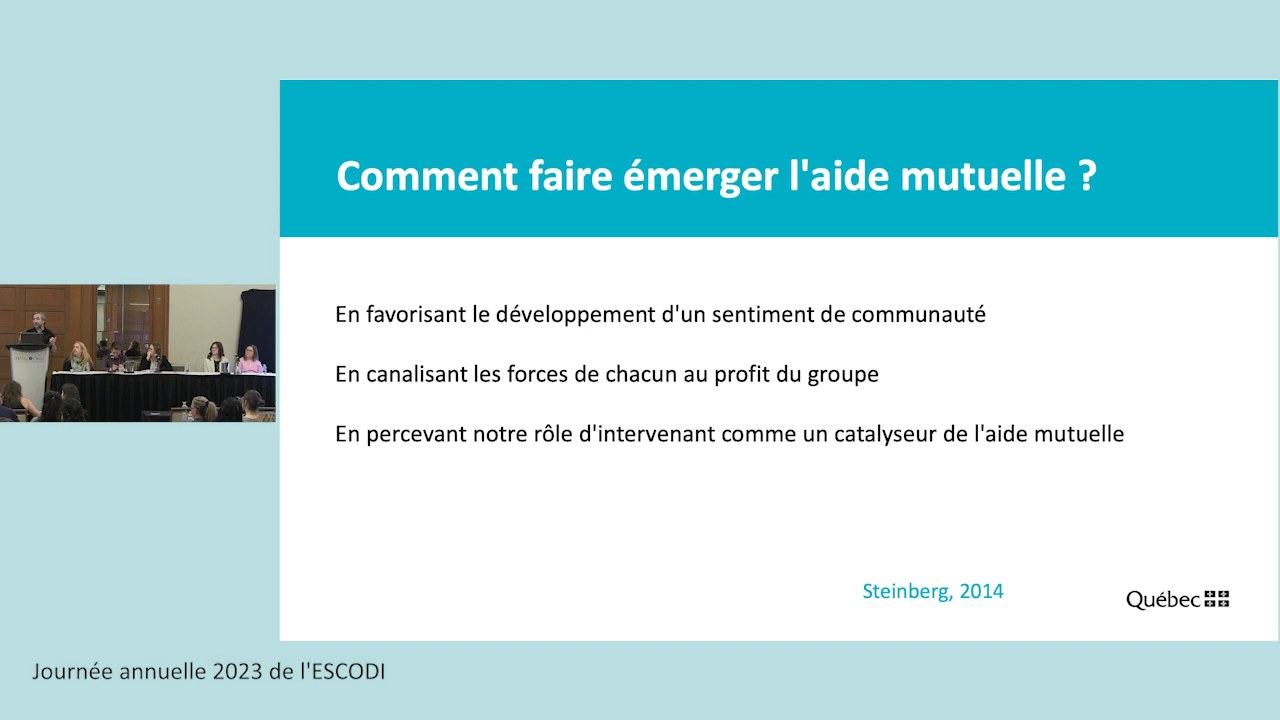 Comment faire émerger l'aide mutuelle ?
En favorisant le développement d'un sentiment de communauté
En canalisant les forces de chacun au profit du groupe
En percevant notre rôle d'intervenant comme un catalyseur de l'aide mutuelle
Steinberg, 2014
Québec
Journée annuelle 2023 de l'ESCODI